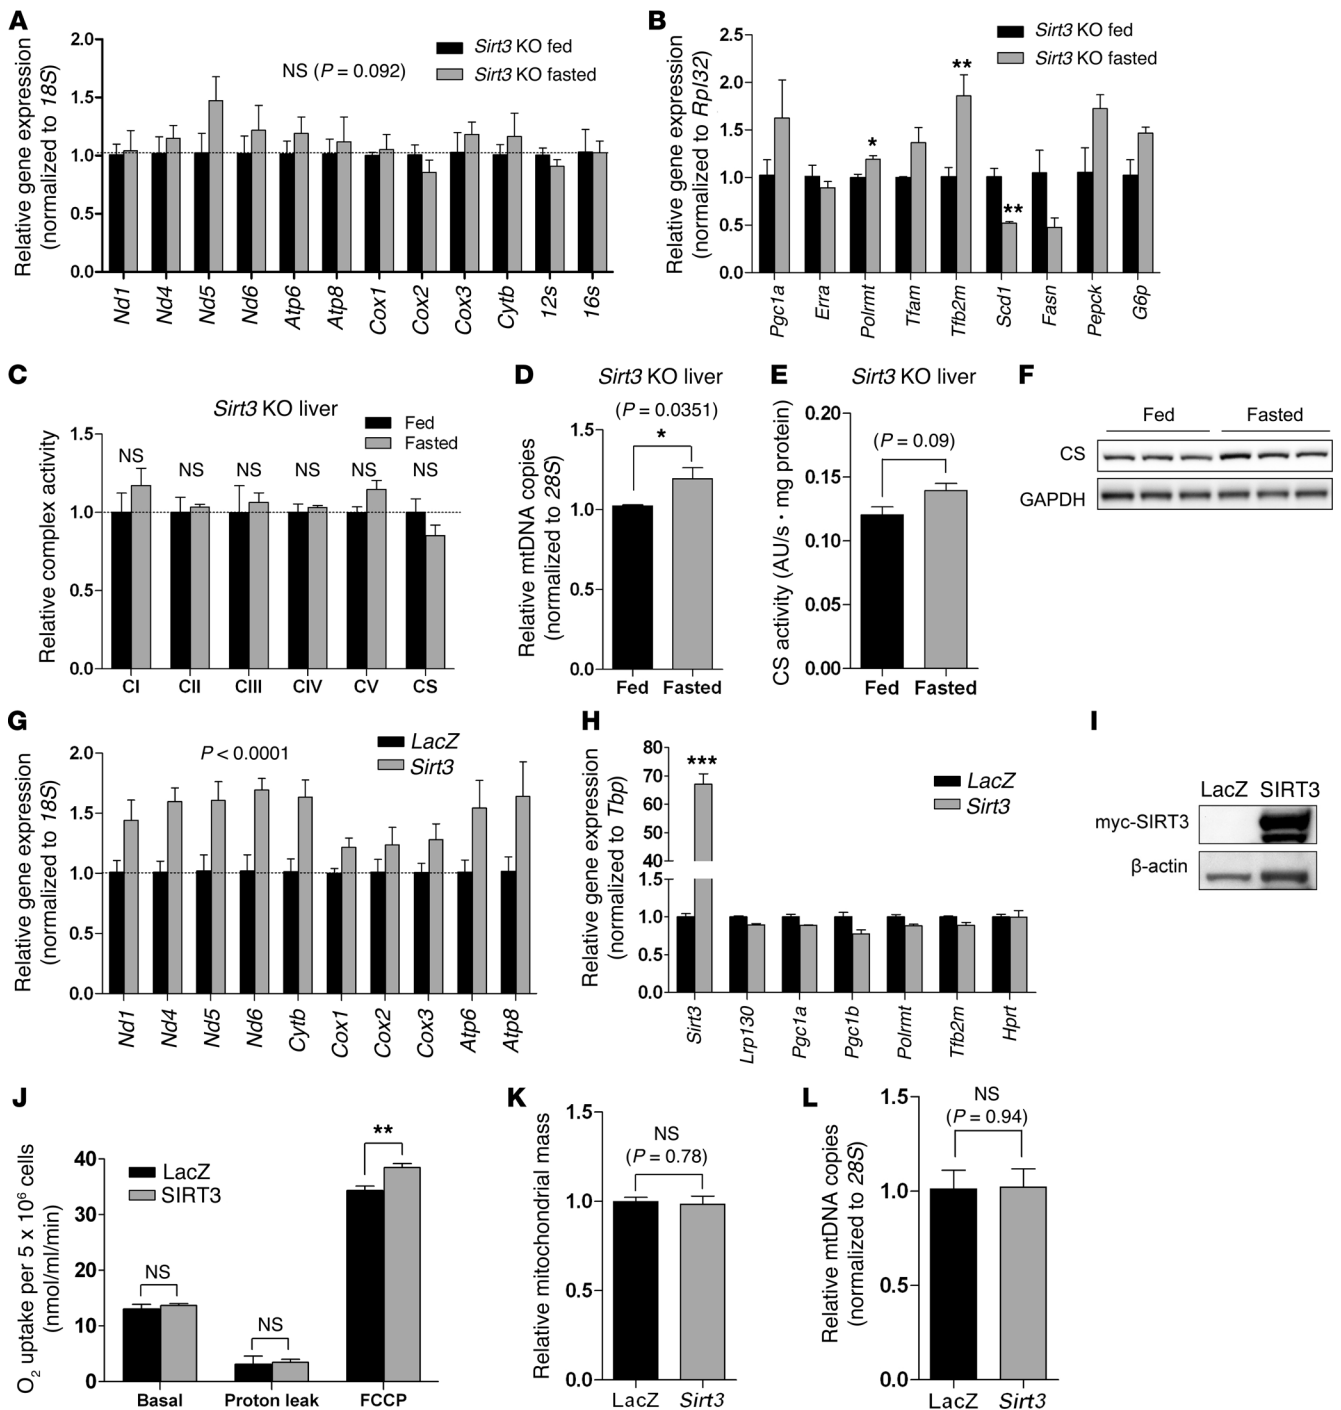 A
Relative gene expression
(normalized to 18S)
2.0
1.5
1.0
0.5
0.0
NS (P = 0.092)
Sirt3 KO fed
Sirt3 KO fasted
Nd1 Nd4 Nd5 Nd6 Atp6 Atp8 Cox1 Cox2 Cox3 Cytb 12s 16s
B
Relative gene expression
(normalized to Rpl32)
2.5
2.0
1.5
1.0
0.5
0.0
Sirt3 KO fed
Sirt3 KO fasted
* ** **
Pgc1a Erra Polrmt Tfam Tfb2m Scd1 Fasn Pepck G6p
C
Sirt3 KO liver
Relative complex activity
1.5
1.0
0.5
0.0
Fed
Fasted
NS NS NS NS NS NS
CI CII CIII CIV CV CS
D
Sirt3 KO liver
(P = 0.0351)
*
Relative mtDNA copies
(normalized to 28S)
1.5
1.0
0.5
0.0
Fed Fasted
E
Sirt3 KO liver
(P = 0.09)
CS activity (AU/s • mg protein)
0.20
0.15
0.10
0.05
0.00
Fed Fasted
F
Fed Fasted
CS
GAPDH
G
Relative gene expression
(normalized to 18S)
2.0
1.5
1.0
0.5
0.0
P < 0.0001
LacZ
Sirt3
Nd1 Nd4 Nd5 Nd6 Cytb Cox1 Cox2 Cox3 Atp6 Atp8
H
Relative gene expression
(normalized to Tbp)
80
70
60
50
40
1.5
1.0
0.5
0.0
***
LacZ
Sirt3
Sirt3 Lrp130 Pgc1a Pgc1b Polrmt Tfb2m Hprt
I
LacZ SIRT3
myc-SIRT3
β-actin
J
O2 uptake per 5 x 10⁶ cells
(nmol/ml/min)
40
30
20
10
0
LacZ
SIRT3
NS NS **
Basal Proton leak FCCP
K
Relative mitochondrial mass
1.5
1.0
0.5
0.0
NS
(P = 0.78)
LacZ Sirt3
L
Relative mtDNA copies
(normalized to 28S)
1.5
1.0
0.5
0.0
NS
(P = 0.94)
LacZ Sirt3